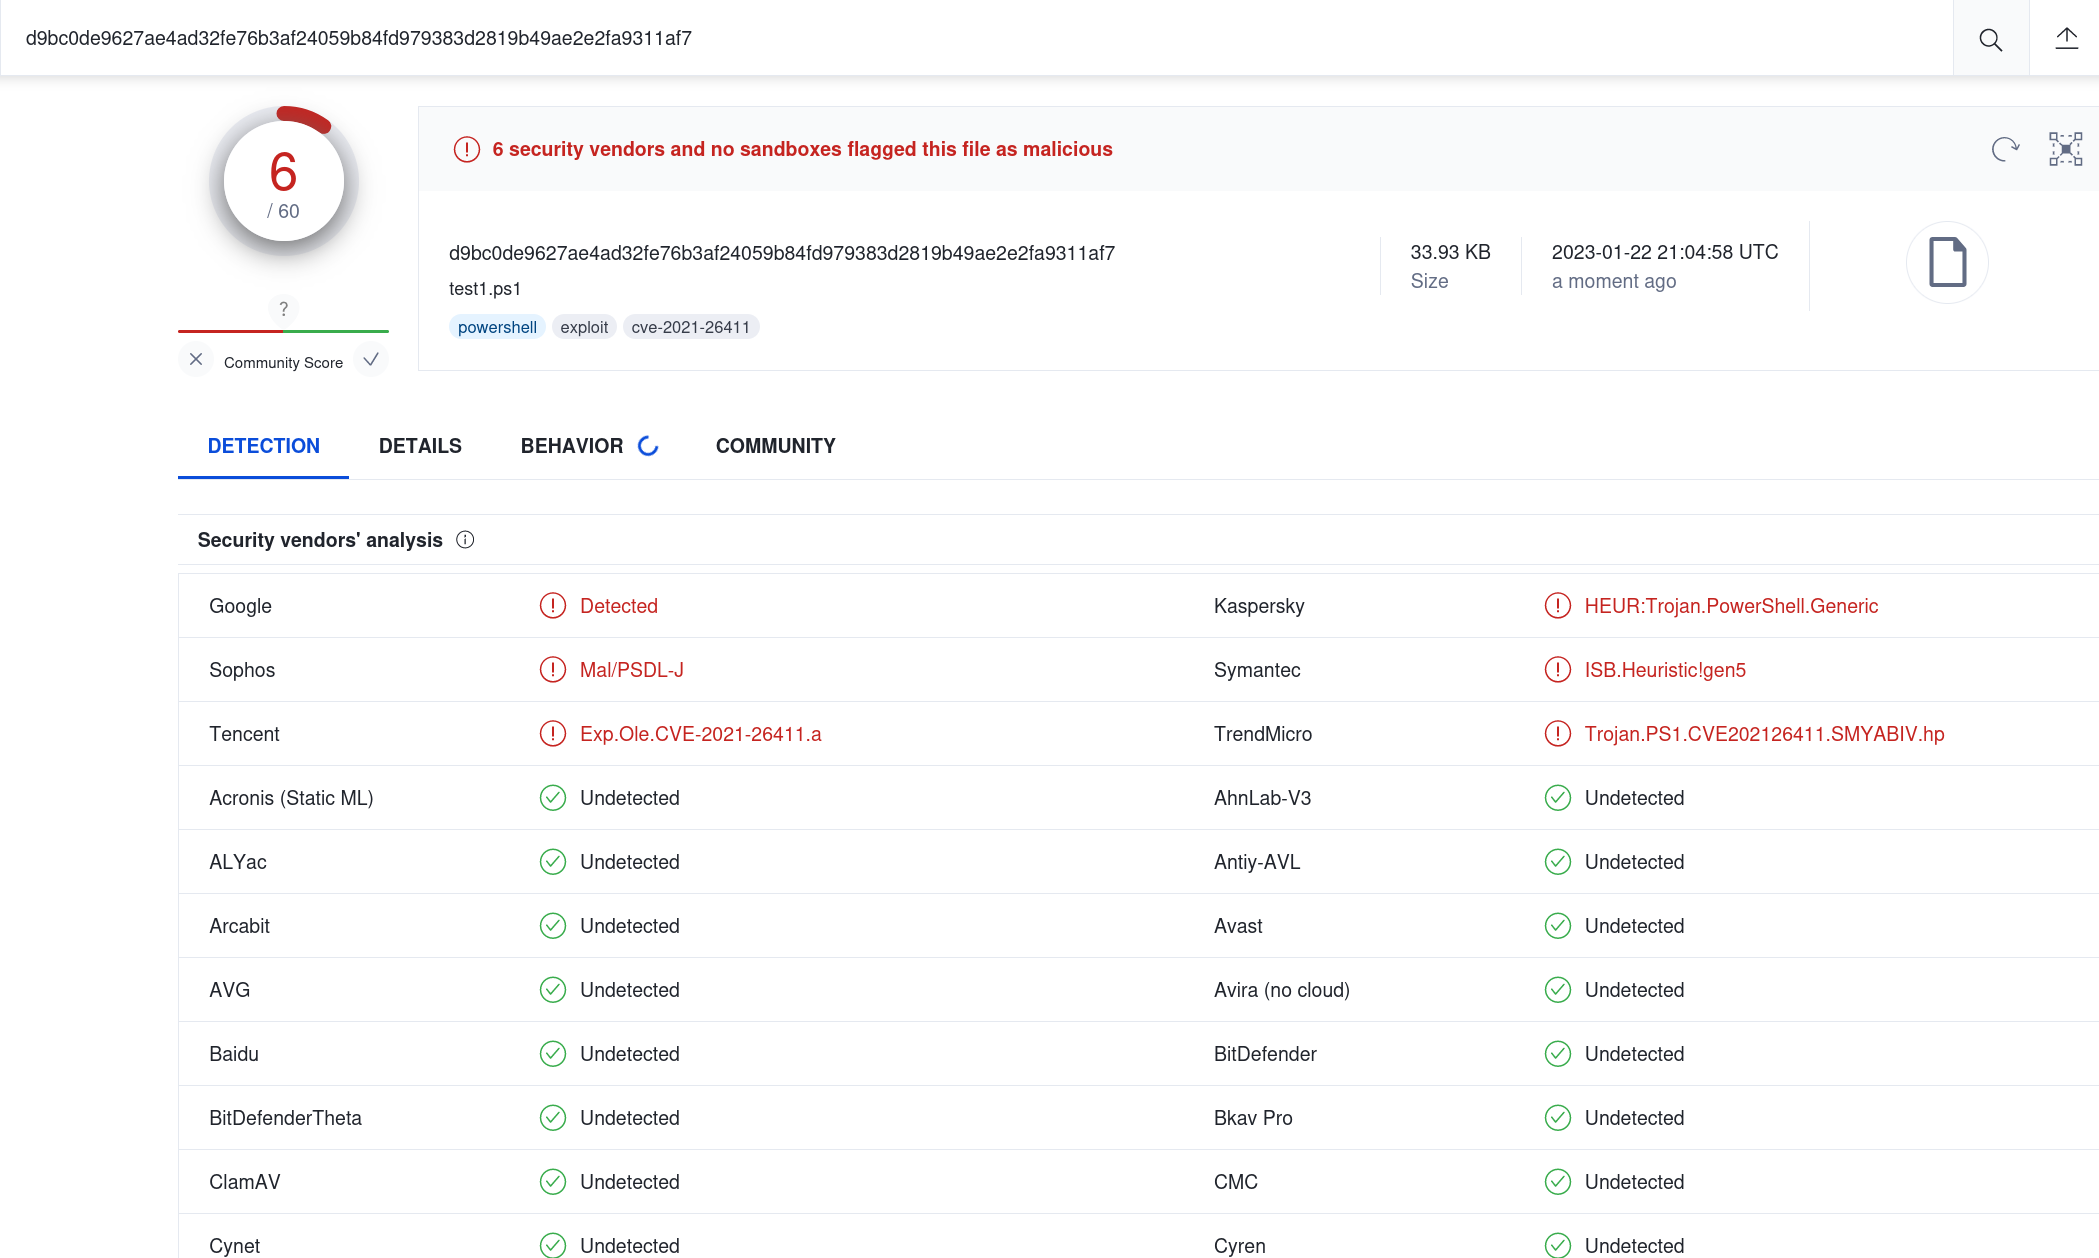 d9bc0de9627ae4ad32fe76b3af24059b84fd979383d2819b49ae2e2fa9311af7
6
/ 60
?
Community Score
6 security vendors and no sandboxes flagged this file as malicious
d9bc0de9627ae4ad32fe76b3af24059b84fd979383d2819b49ae2e2fa9311af7
test1.ps1
powershell exploit cve-2021-26411
33.93 KB
Size
2023-01-22 21:04:58 UTC
a moment ago
DETECTION DETAILS BEHAVIOR COMMUNITY
Security vendors' analysis
Google Detected Kaspersky HEUR:Trojan.PowerShell.Generic
Sophos Mal/PSDL-J Symantec ISB.Heuristic!gen5
Tencent Exp.Ole.CVE-2021-26411.a TrendMicro Trojan.PS1.CVE202126411.SMYABIV.hp
Acronis (Static ML) Undetected AhnLab-V3 Undetected
ALYac Undetected Antiy-AVL Undetected
Arcabit Undetected Avast Undetected
AVG Undetected Avira (no cloud) Undetected
Baidu Undetected BitDefender Undetected
BitDefenderTheta Undetected Bkav Pro Undetected
ClamAV Undetected CMC Undetected
Cynet Undetected Cyren Undetected